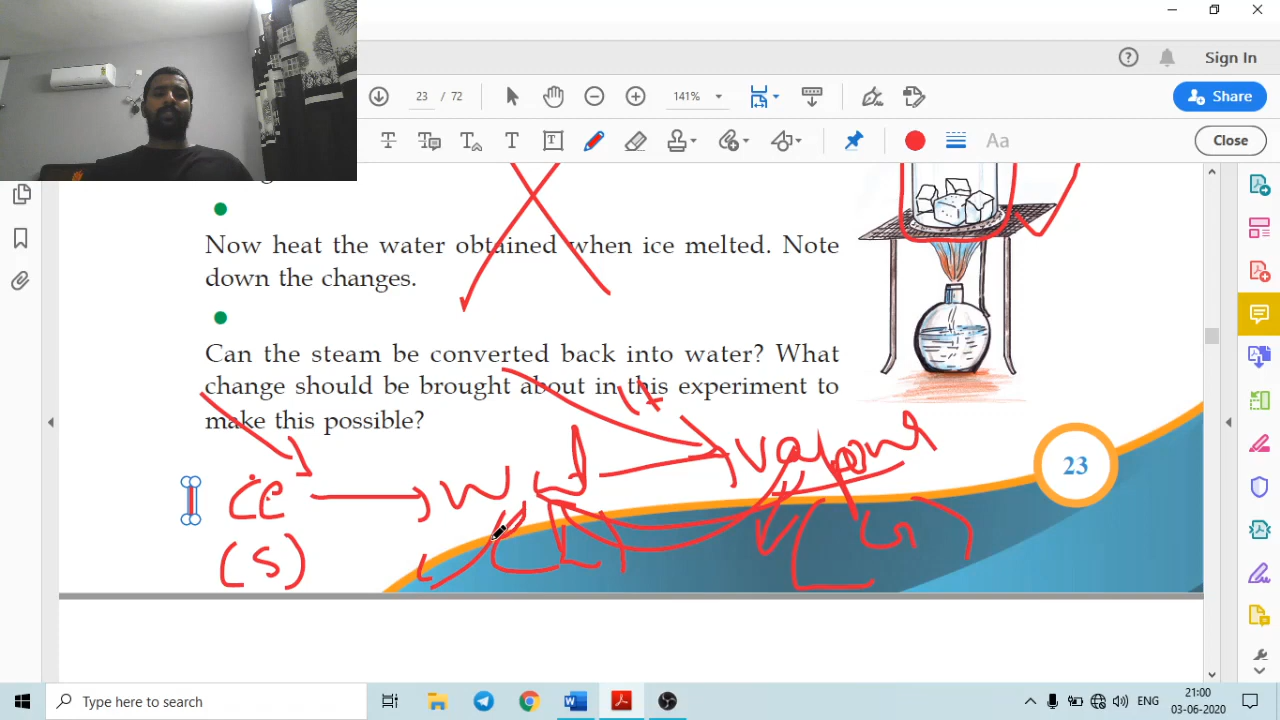 Sign In
23 / 72
141%
Share
Close
Aa
Now heat the water obtained when ice melted. Note
down the changes.
Can the steam be converted back into water? What
change should be brought about in this experiment to
make this possible?
vapour
(S)
(L)
(G)
23
Type here to search
ENG
21:00
03-06-2020